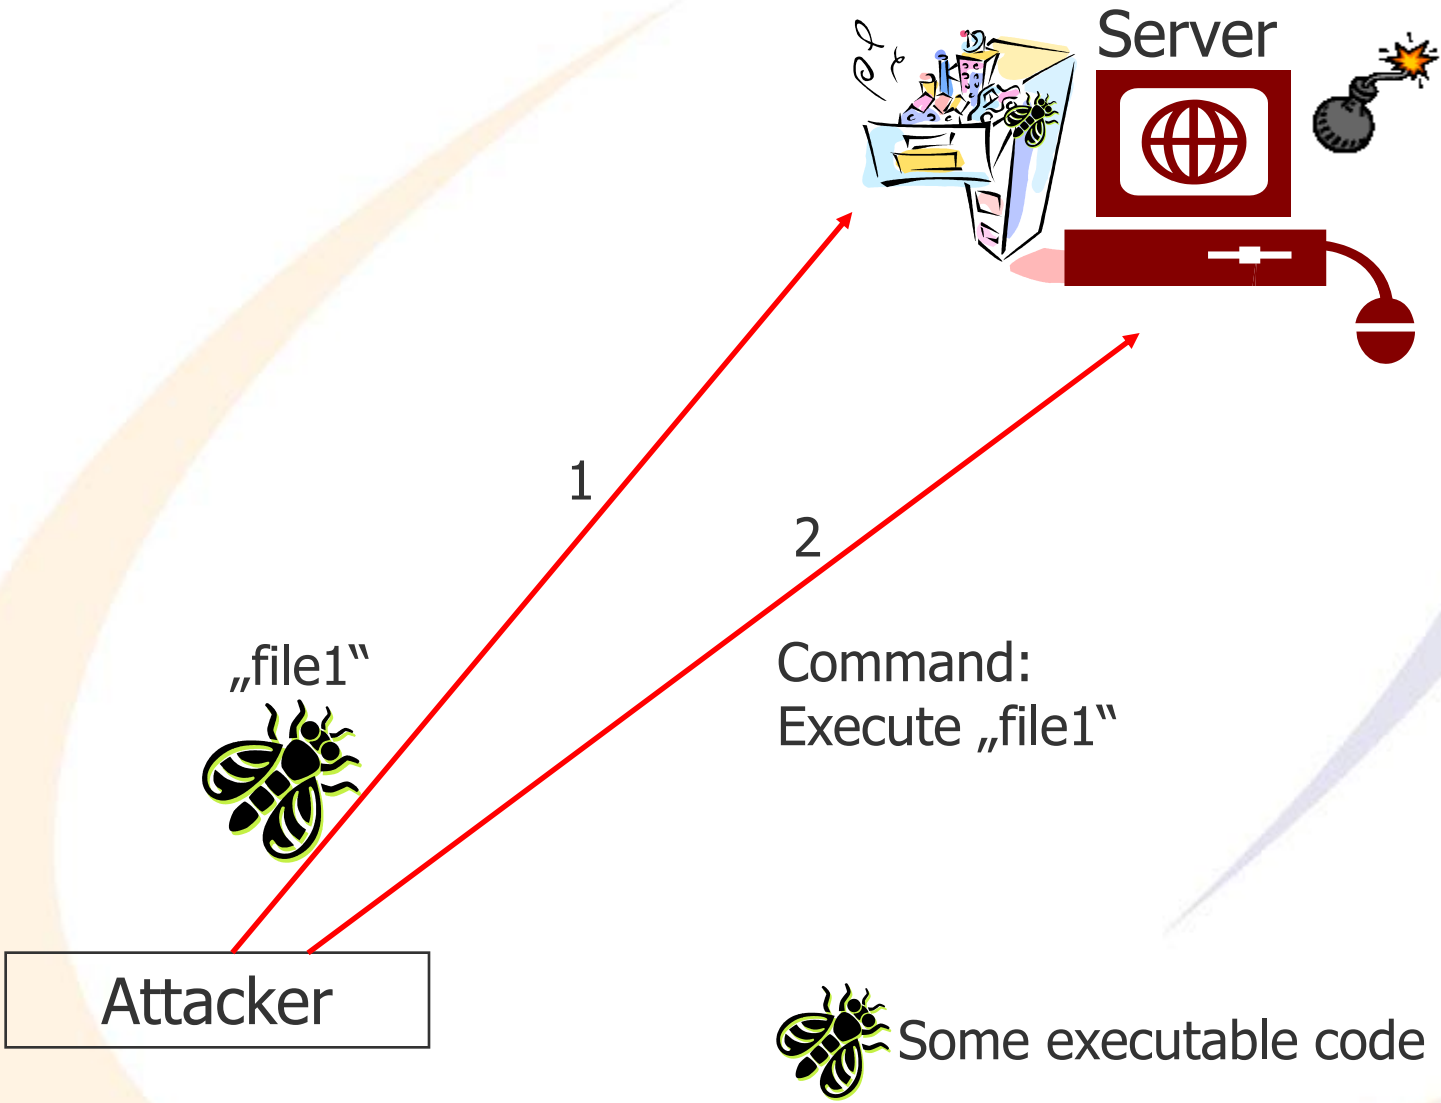 Server
1
2
„file1“
Command:
Execute „file1“
Attacker
Some executable code